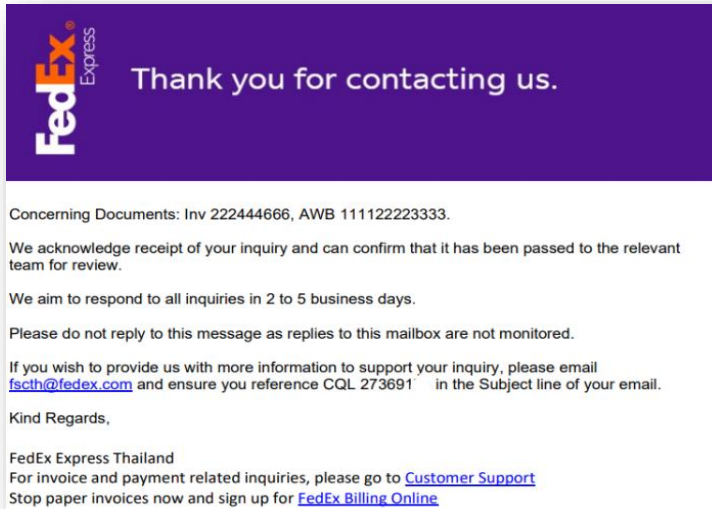 FedEx®
Express
Thank you for contacting us.
Concerning Documents: Inv 222444666, AWB 111122223333.
We acknowledge receipt of your inquiry and can confirm that it has been passed to the relevant
team for review.
We aim to respond to all inquiries in 2 to 5 business days.
Please do not reply to this message as replies to this mailbox are not monitored.
If you wish to provide us with more information to support your inquiry, please email
fscth@fedex.com and ensure you reference CQL 273691 in the Subject line of your email.
Kind Regards,
FedEx Express Thailand
For invoice and payment related inquiries, please go to Customer Support
Stop paper invoices now and sign up for FedEx Billing Online